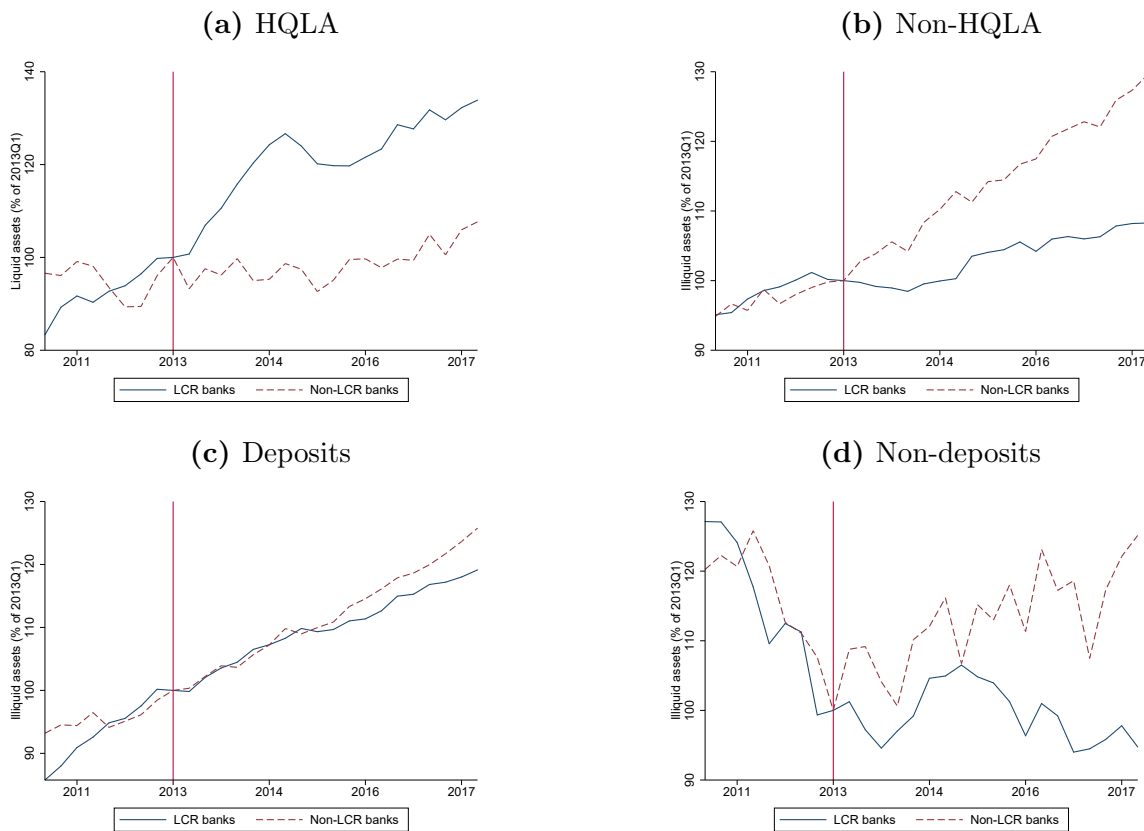 (a) HQLA
Liquid assets (% of 2013Q1)
140
120
100
80
2011
2013
2014
2016
2017
LCR banks
Non-LCR banks
(b) Non-HQLA
Illiquid assets (% of 2013Q1)
130
120
110
100
90
2011
2013
2014
2016
2017
LCR banks
Non-LCR banks
(c) Deposits
Illiquid assets (% of 2013Q1)
130
120
110
100
90
2011
2013
2014
2016
2017
LCR banks
Non-LCR banks
(d) Non-deposits
Illiquid assets (% of 2013Q1)
130
120
110
100
90
2011
2013
2014
2016
2017
LCR banks
Non-LCR banks